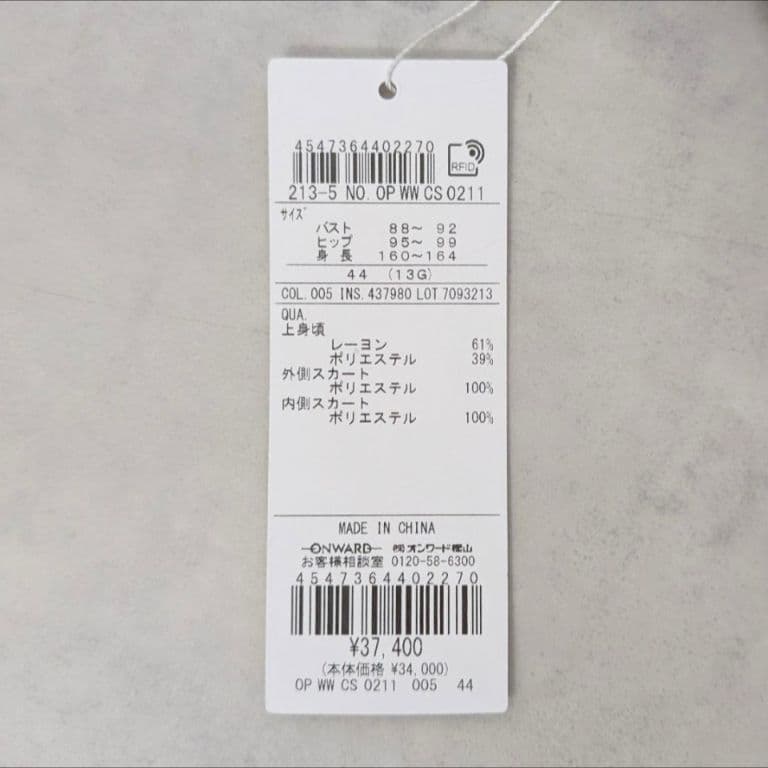 4547364402270
RFID
213-5 NO. OP WW CS 0211
サイズ
バスト 88～ 92
ヒップ 95～ 99
身長 160～164
44 (13G)
COL. 005 INS. 437980 LOT 7093213
QUA.
上身頃
レーヨン 61%
ポリエステル 39%
外側スカート
ポリエステル 100%
内側スカート
ポリエステル 100%
MADE IN CHINA
ONWARD ㈱オンワード樫山
お客様相談室 0120-58-6300
4547364402270
¥37,400
(本体価格 ¥34,000)
OP WW CS 0211 005 44